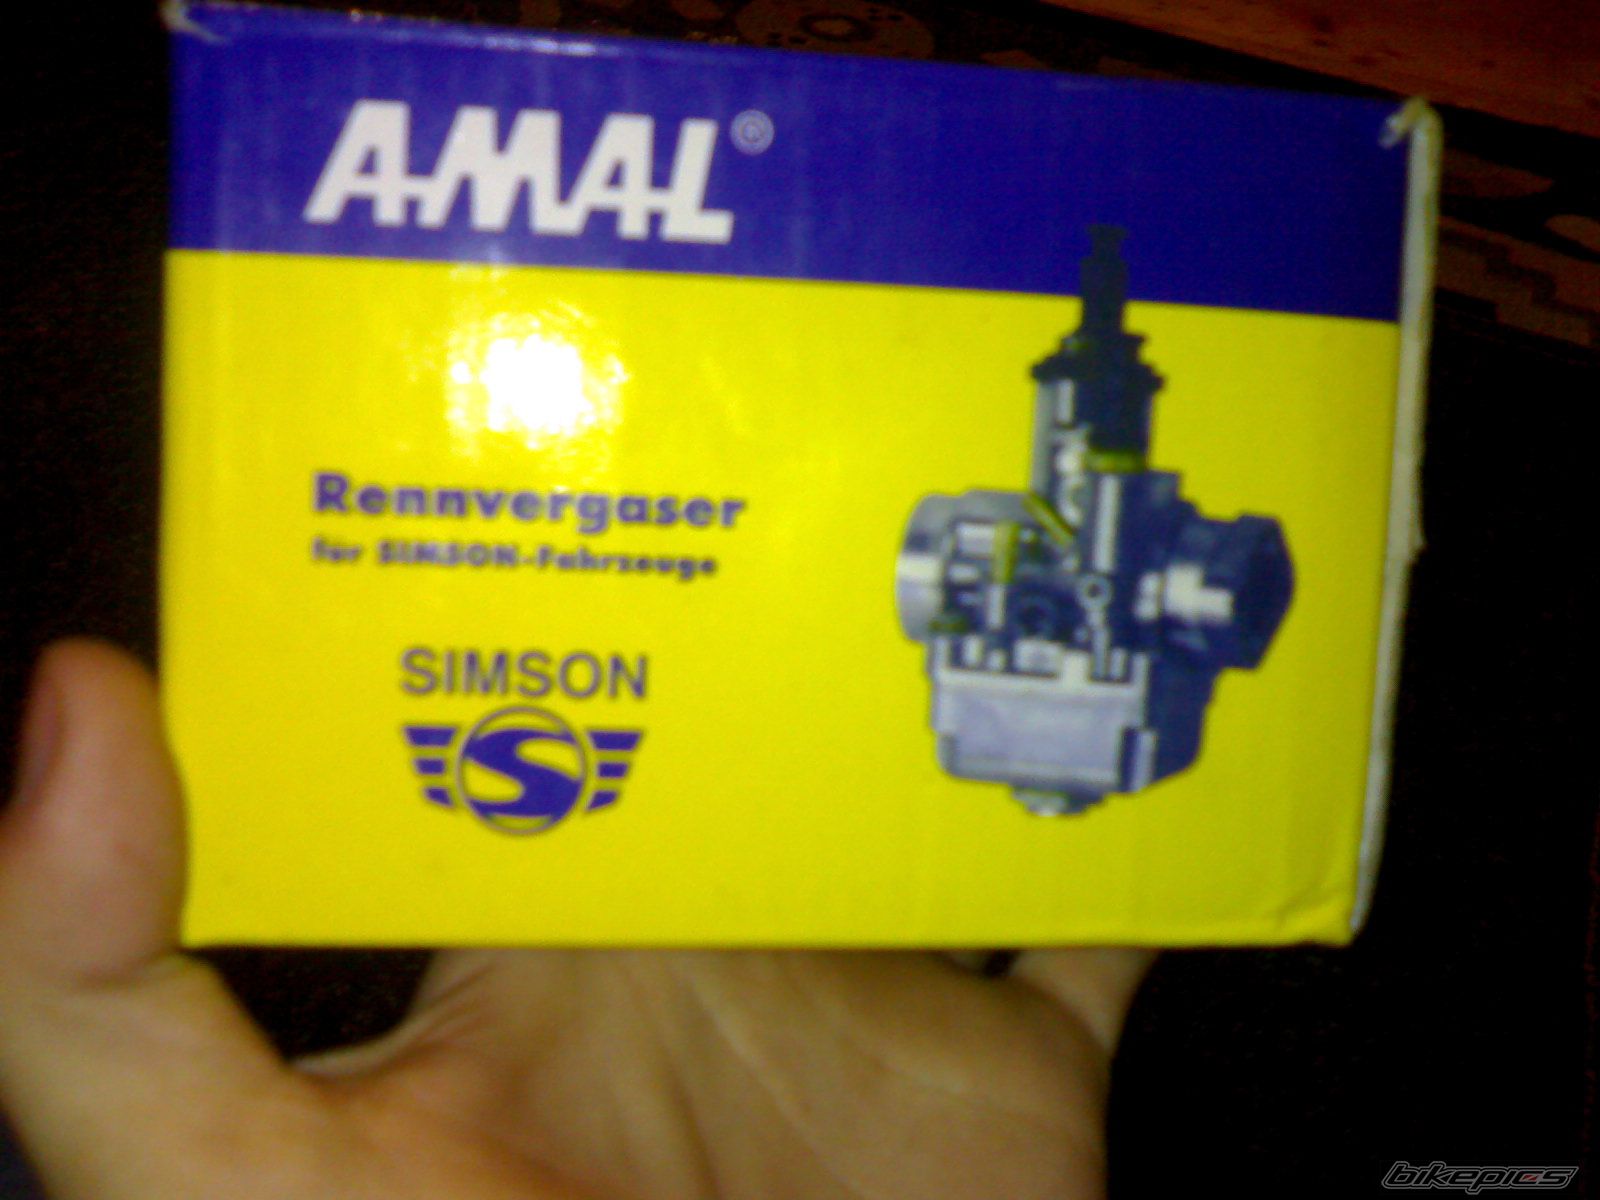 AMAL®
Rennvergaser
für SIMSON-Fahrzeuge
SIMSON
S
bikepics